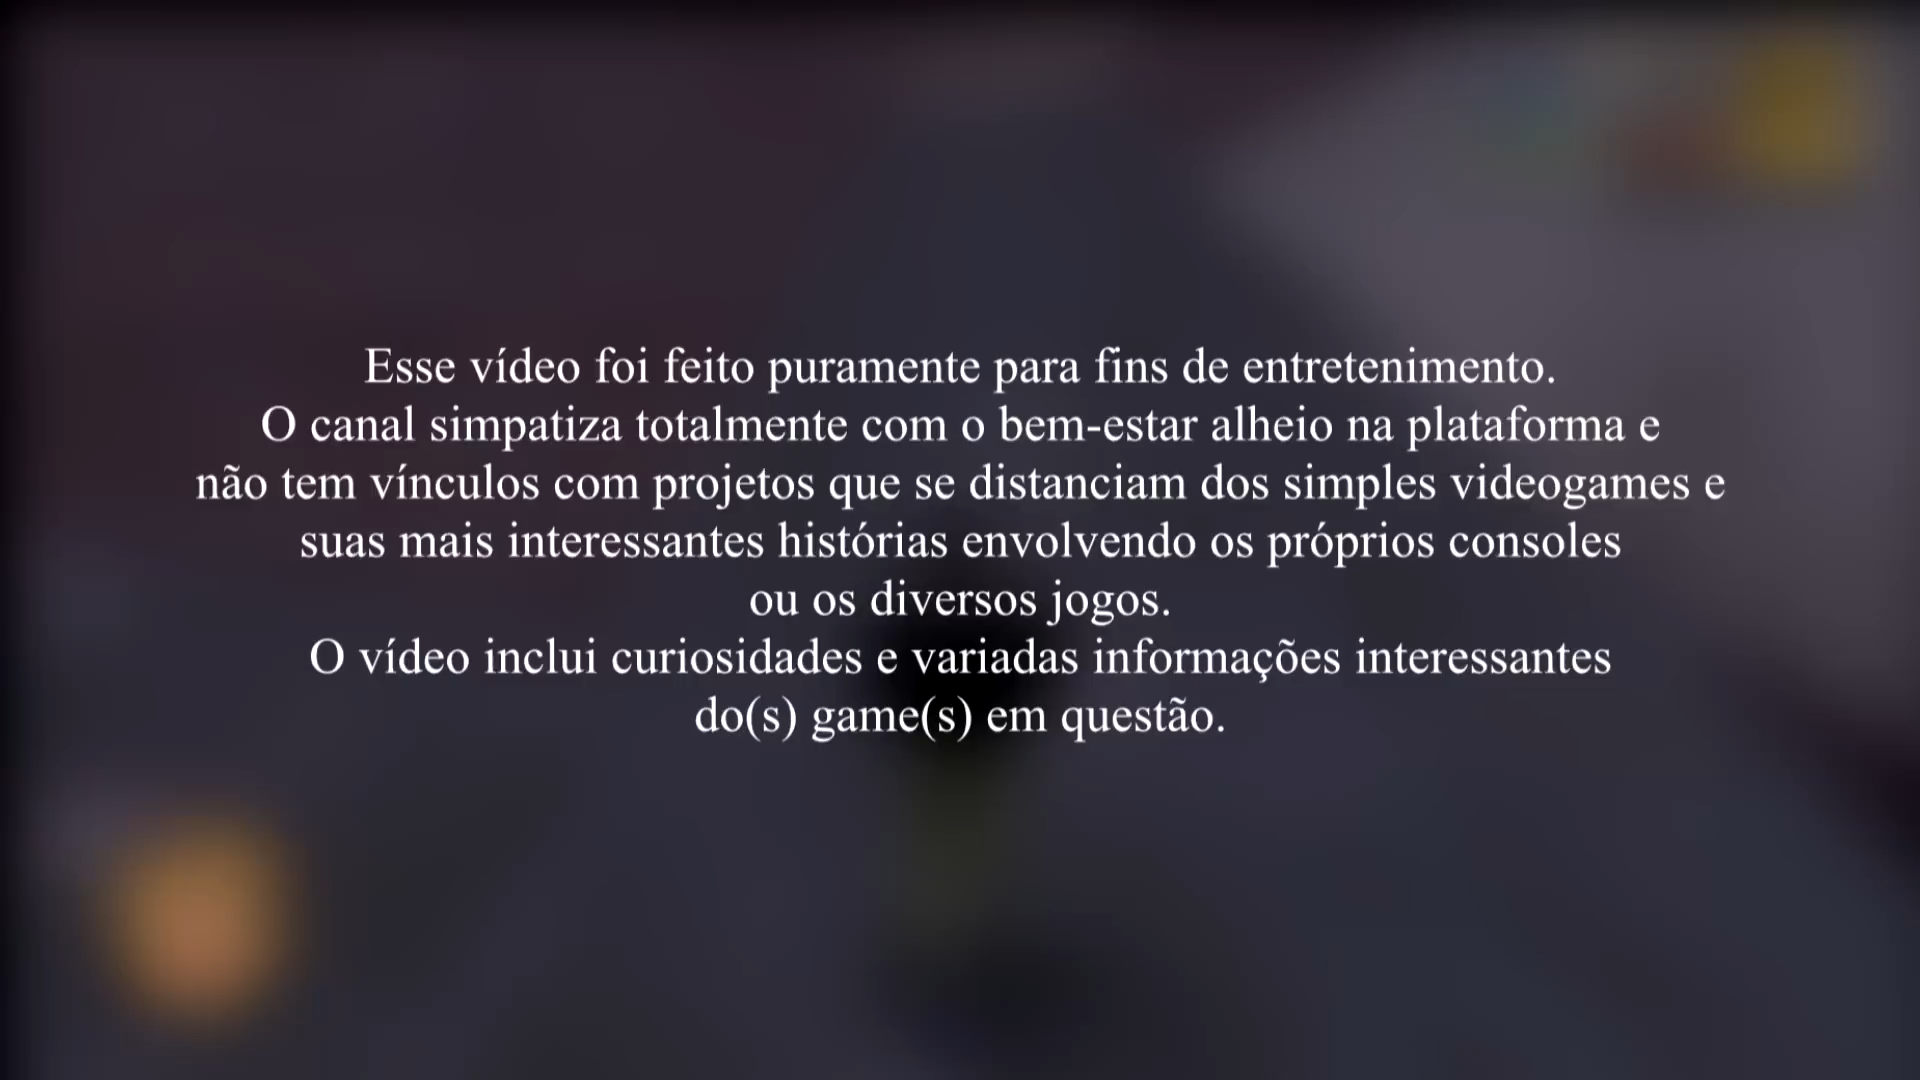 Esse vídeo foi feito puramente para fins de entretenimento.
O canal simpatiza totalmente com o bem-estar alheio na plataforma e
não tem vínculos com projetos que se distanciam dos simples videogames e
suas mais interessantes histórias envolvendo os próprios consoles
ou os diversos jogos.
O vídeo inclui curiosidades e variadas informações interessantes
do(s) game(s) em questão.